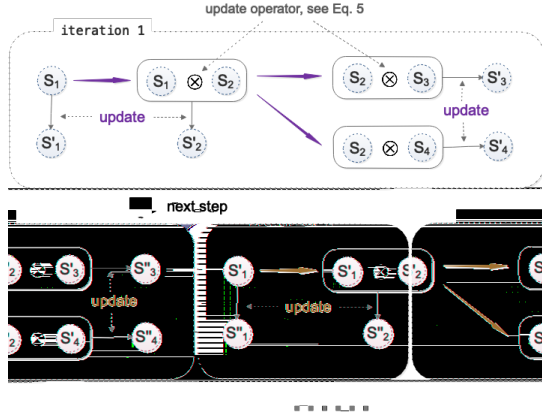 update operator, see Eq. 5
iteration 1
S₁ S₁ ⊗ S₂ S₂ ⊗ S₃ S'₃
update update
S'₁ S'₂ S₂ ⊗ S₄ S'₄
next step
S'₃ S''₃ S'₁ S'₁ S'₂
update update
S'₄ S''₄ S''₁ S''₂